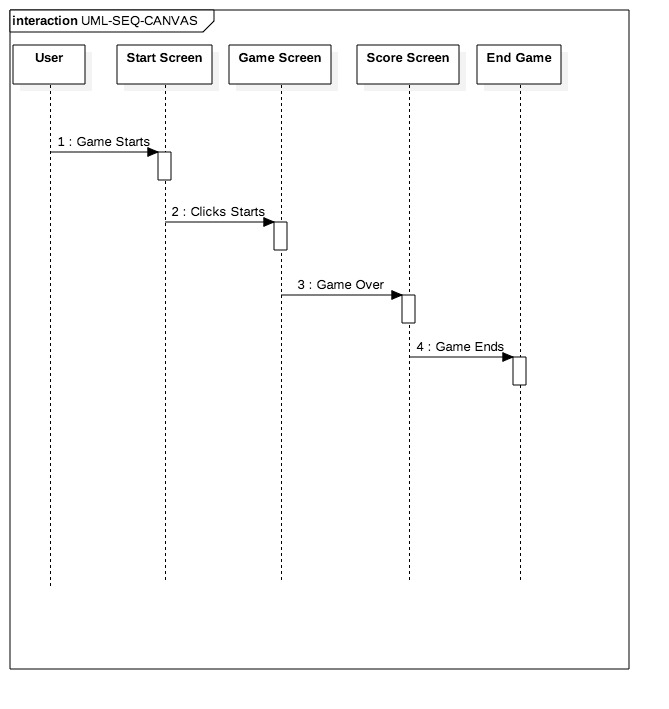 interaction UML-SEQ-CANVAS
User
Start Screen
Game Screen
Score Screen
End Game
1 : Game Starts
2 : Clicks Starts
3 : Game Over
4 : Game Ends